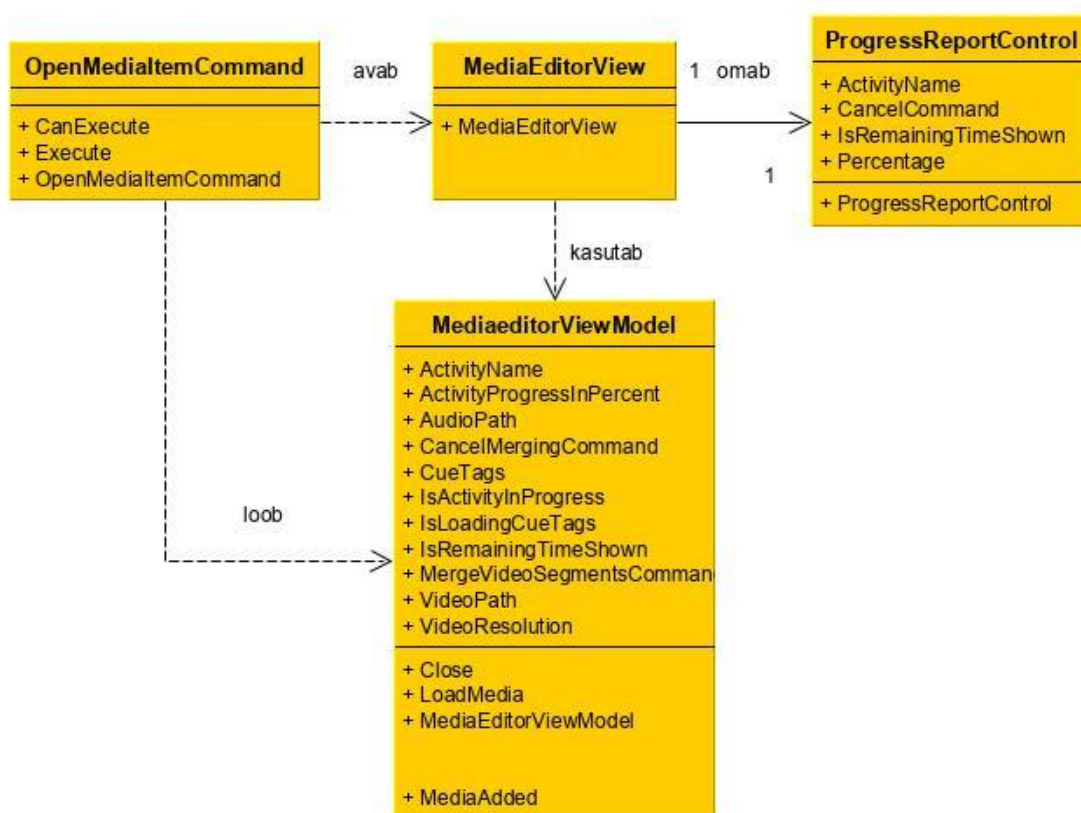 OpenMediaItemCommand
+ CanExecute
+ Execute
+ OpenMediaItemCommand
avab
MediaEditorView
+ MediaEditorView
1 omab
1
ProgressReportControl
+ ActivityName
+ CancelCommand
+ IsRemainingTimeShown
+ Percentage
+ ProgressReportControl
kasutab
loob
MediaeditorViewModel
+ ActivityName
+ ActivityProgressInPercent
+ AudioPath
+ CancelMergingCommand
+ CueTags
+ IsActivityInProgress
+ IsLoadingCueTags
+ IsRemainingTimeShown
+ MergeVideoSegmentsComman
+ VideoPath
+ VideoResolution
+ Close
+ LoadMedia
+ MediaEditorViewModel
+ MediaAdded